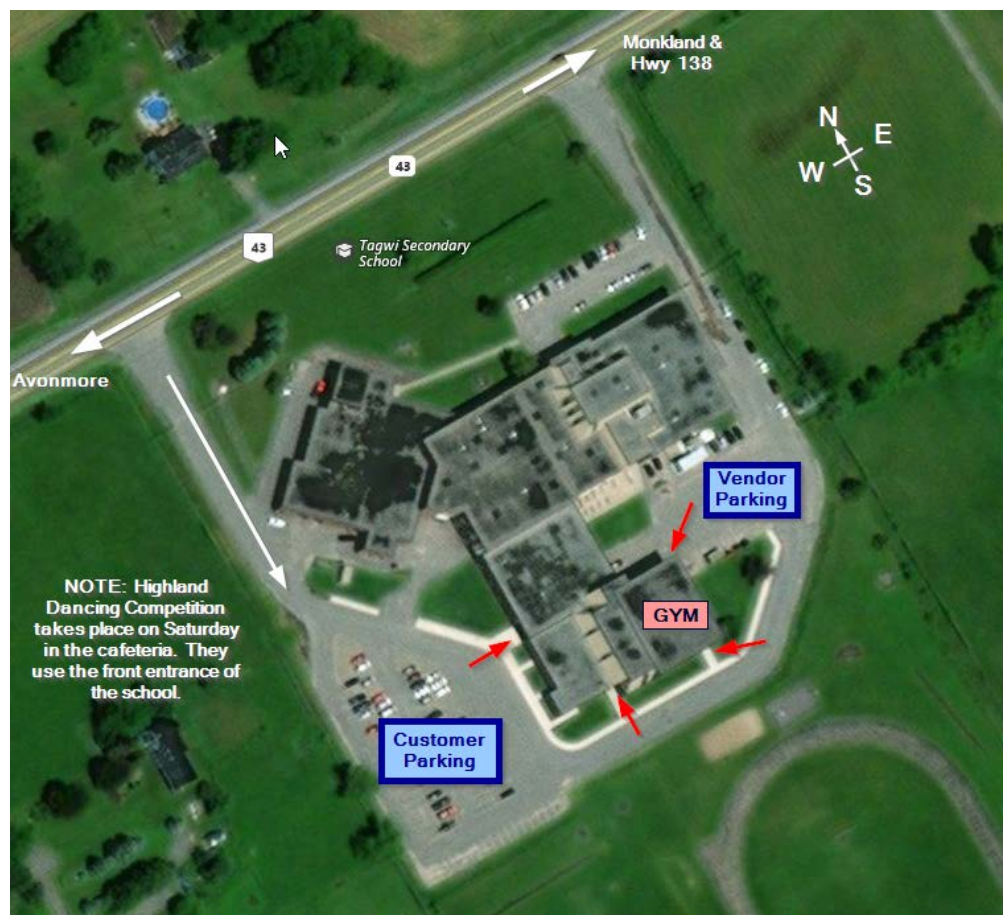 Monkland &
Hwy 138
N
E
W
S
43
43
Tagwi Secondary
School
Avonmore
Vendor
Parking
NOTE: Highland
Dancing Competition
takes place on Saturday
in the cafeteria. They
use the front entrance of
the school.
GYM
Customer
Parking